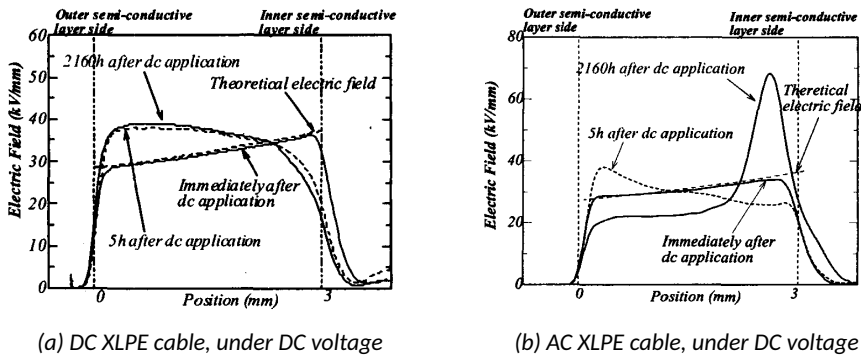 Outer semi-conductive
layer side
Inner semi-conductive
layer side
60
50
40
30
20
10
0
Electric Field (kV/mm)
2160h after dc application
Theoretical electric field
Immediately after
dc application
5h after dc application
0
3
Position (mm)
(a) DC XLPE cable, under DC voltage
Outer semi-conductive
layer side
Inner semi-conductive
layer side
80
60
40
20
0
Electric Field (kV/mm)
2160h after dc application
Theretical
electric field
5h after dc application
Immediately after
dc application
0
3
Position (mm)
(b) AC XLPE cable, under DC voltage